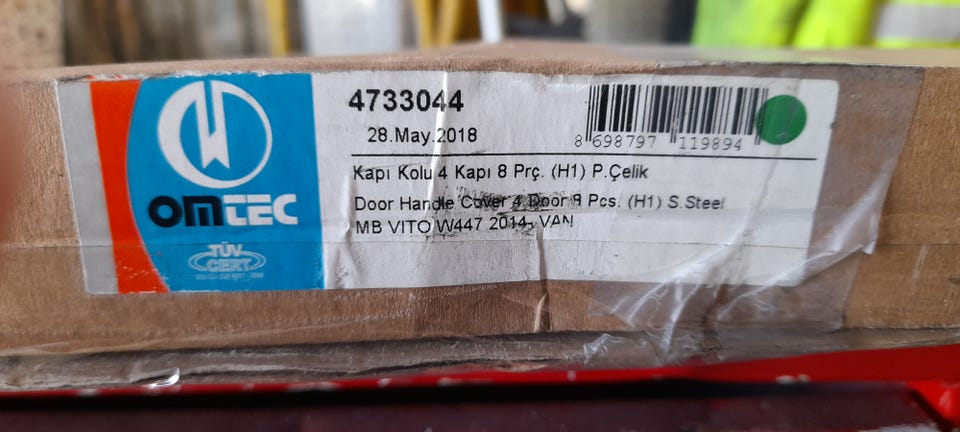 4733044
28.May.2018
8 698797 119894
Kapı Kolu 4 Kapı 8 Prç. (H1) P.Çelik
Door Handle Cover 4 Door 8 Pcs. (H1) S.Steel
MB VITO W447 2014- VAN
OMTEC
TÜV
CERT